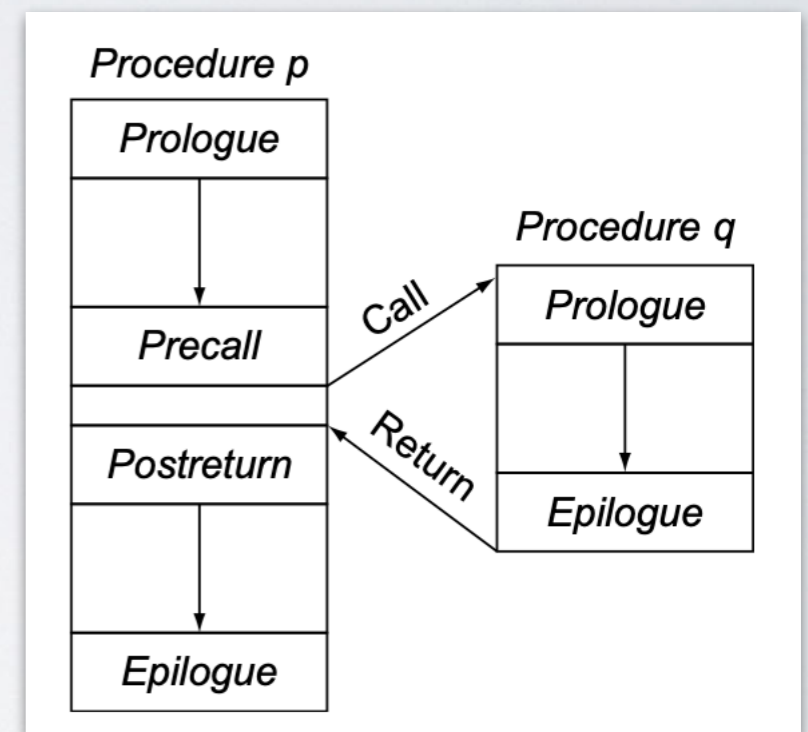 Procedure p
Prologue
Precall
Postreturn
Epilogue
Call
Return
Procedure q
Prologue
Epilogue